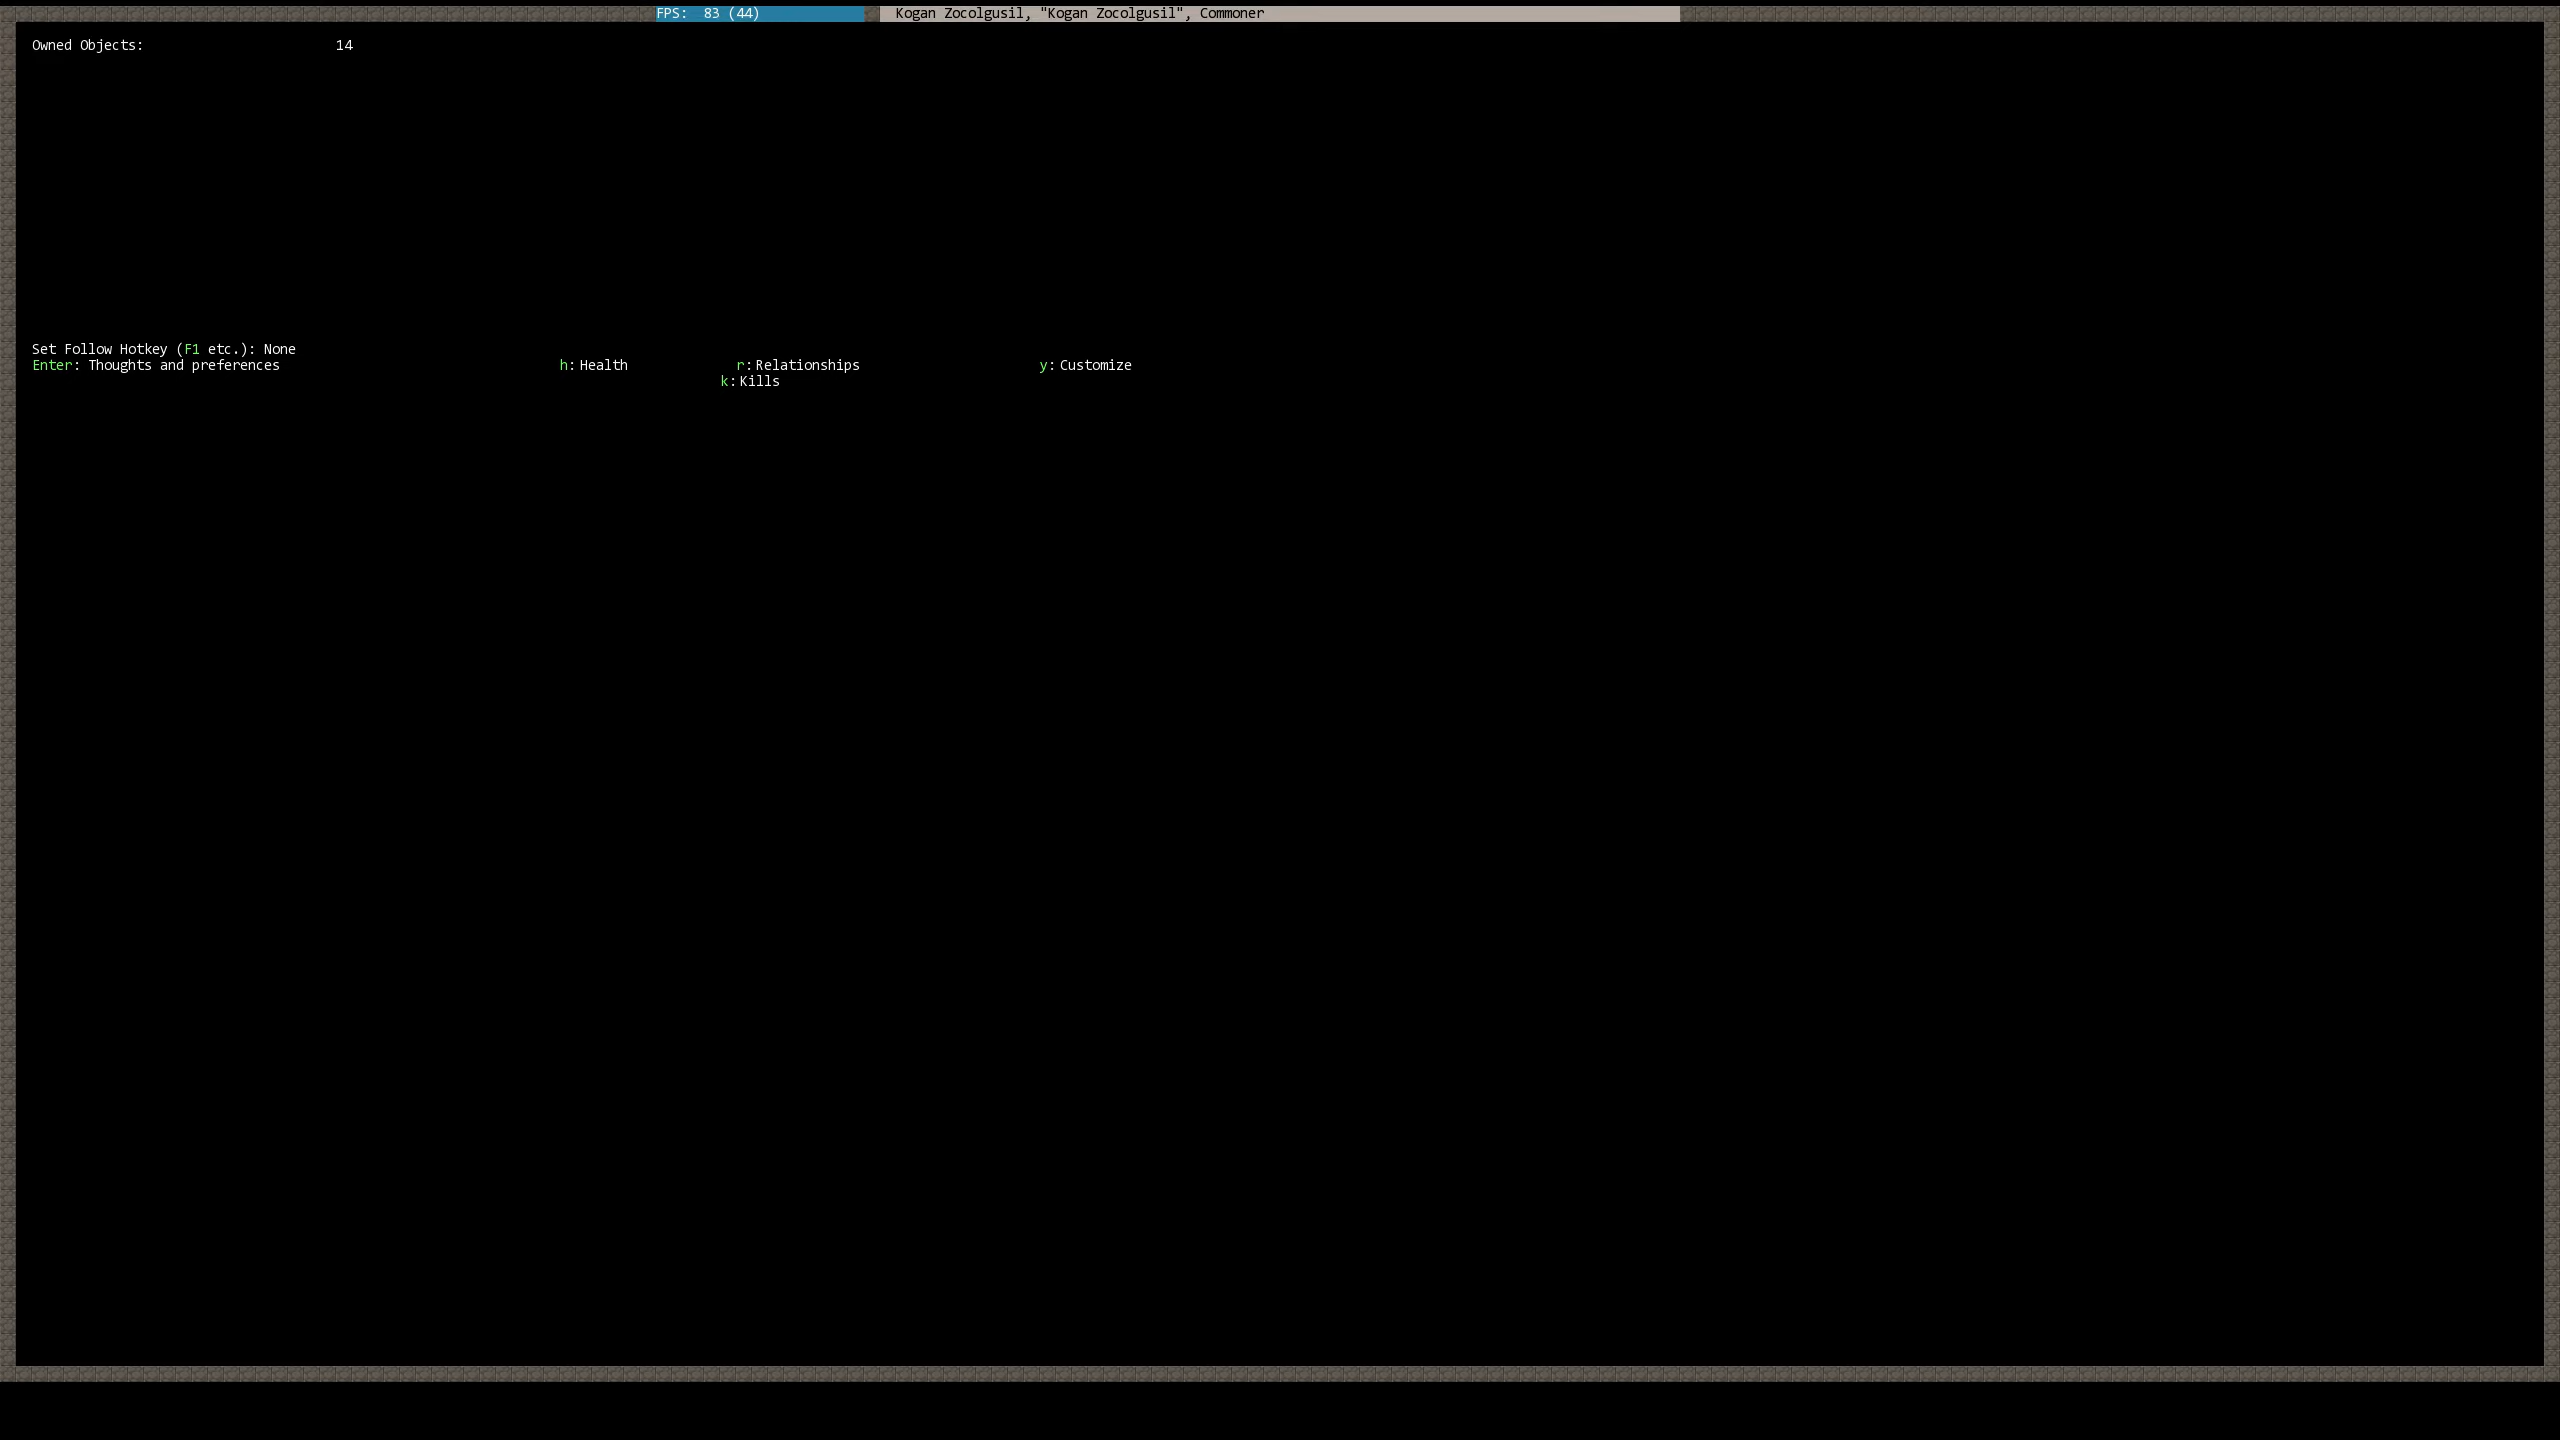 FPS: 83 (44) Kogan Zocolgusil, "Kogan Zocolgusil", Commoner
Owned Objects: 14
Set Follow Hotkey (F1 etc.): None
Enter: Thoughts and preferences h: Health r: Relationships y: Customize
k: Kills